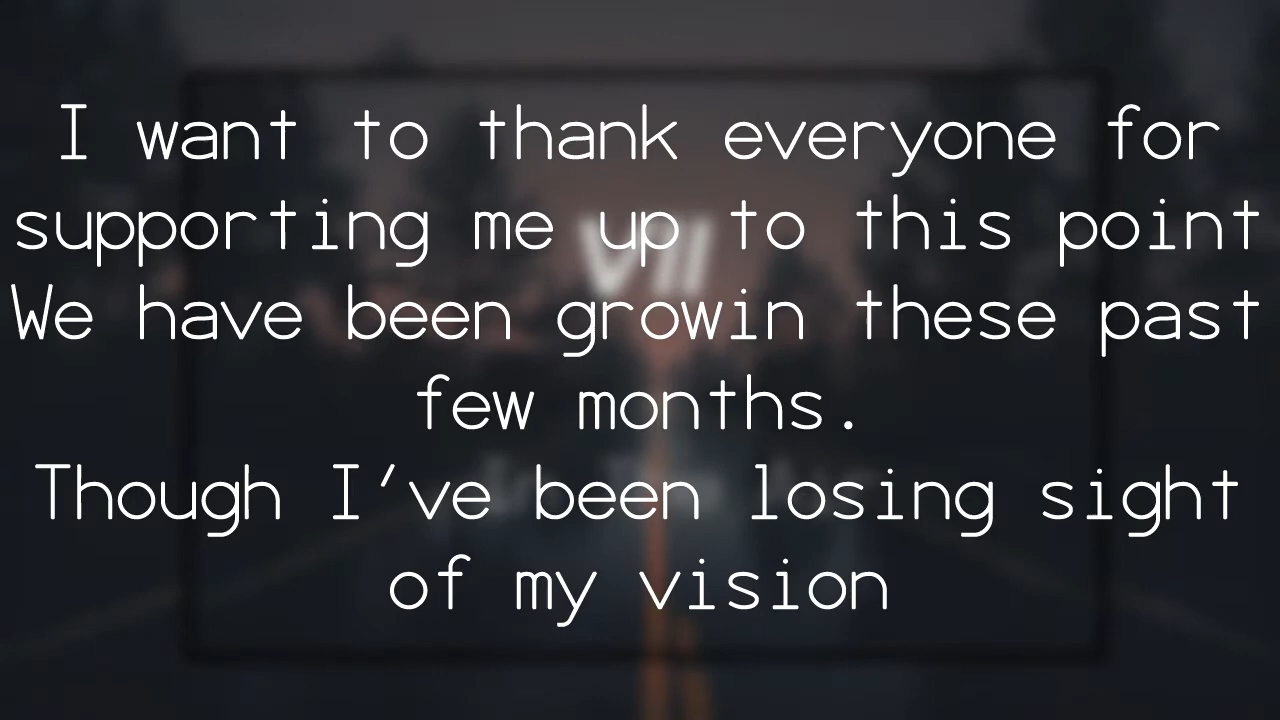 I want to thank everyone for
supporting me up to this point
We have been growin these past
few months.
Though I've been losing sight
of my vision
VII